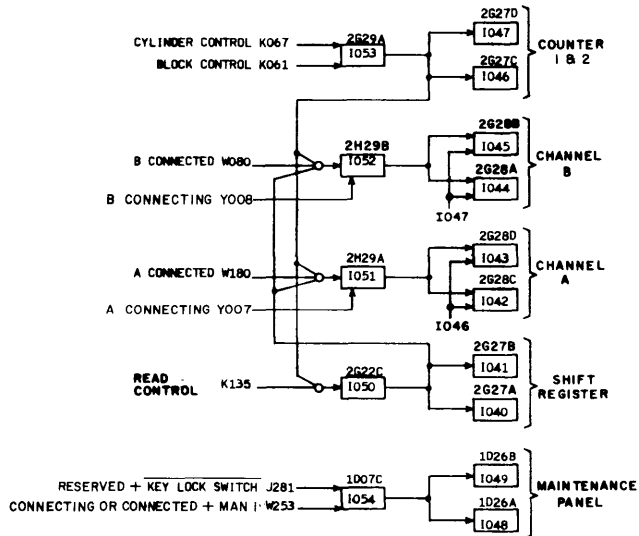 2G27D
CYLINDER CONTROL K067
2G29A
I053
I047
COUNTER
1 & 2
BLOCK CONTROL K061
2G27C
I046
2G28B
2H29B
I045
B CONNECTED W080
I052
CHANNEL
B
2G28A
I044
B CONNECTING Y008
I047
2G28D
2H29A
I043
A CONNECTED W180
I051
CHANNEL
A
2G28C
I042
A CONNECTING Y007
I046
2G27B
I041
2G22C
READ
CONTROL
K135
I050
SHIFT
REGISTER
2G27A
I040
1D26B
I049
1D07C
RESERVED + KEY LOCK SWITCH J281
I054
MAINTENANCE
PANEL
CONNECTING OR CONNECTED + MAN W253
1D26A
I048